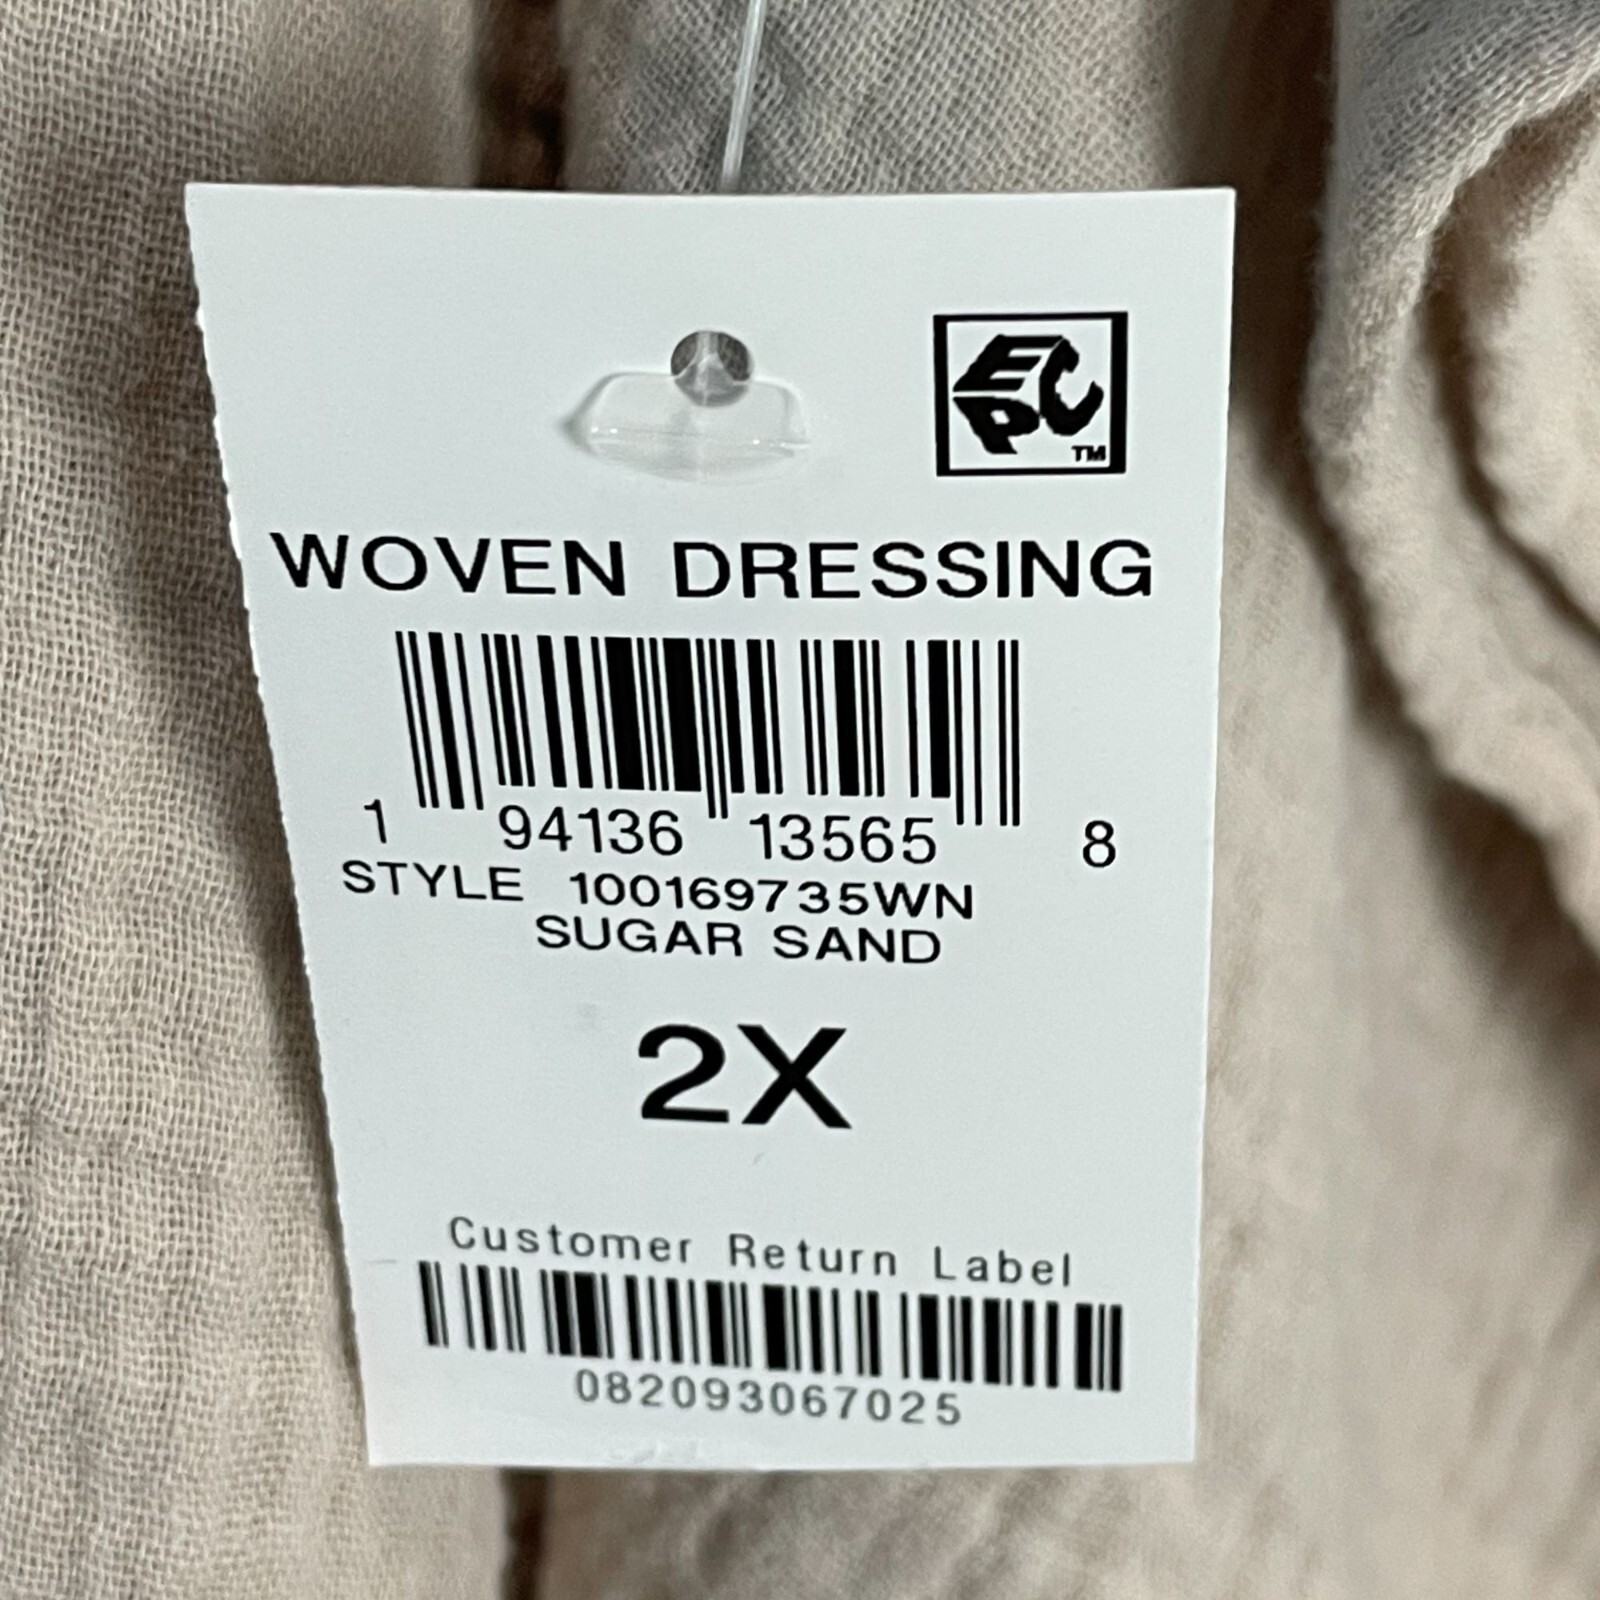 EPC
TM
WOVEN DRESSING
1 94136 13565 8
STYLE 100169735WN
SUGAR SAND
2X
Customer Return Label
082093067025